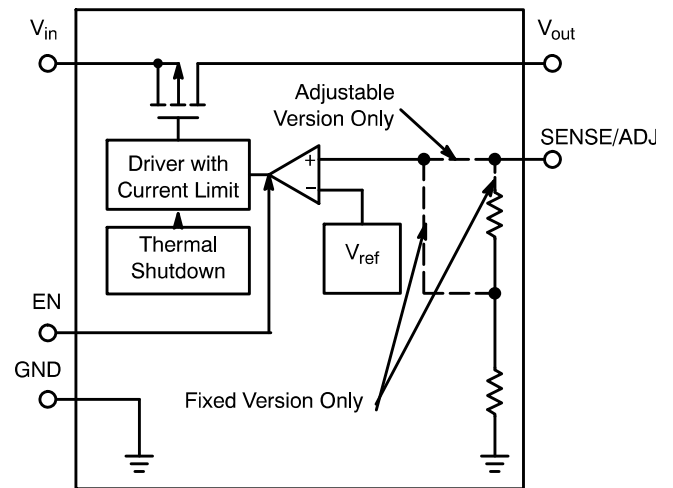 Vin
Vout
Adjustable
Version Only
SENSE/ADJ
Driver with
Current Limit
+
−
Thermal
Shutdown
Vref
EN
GND
Fixed Version Only